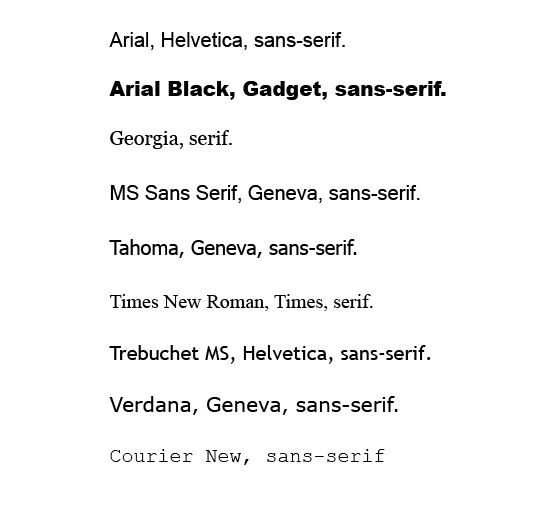 Arial, Helvetica, sans-serif.
Arial Black, Gadget, sans-serif.
Georgia, serif.
MS Sans Serif, Geneva, sans-serif.
Tahoma, Geneva, sans-serif.
Times New Roman, Times, serif.
Trebuchet MS, Helvetica, sans-serif.
Verdana, Geneva, sans-serif.
Courier New, sans-serif